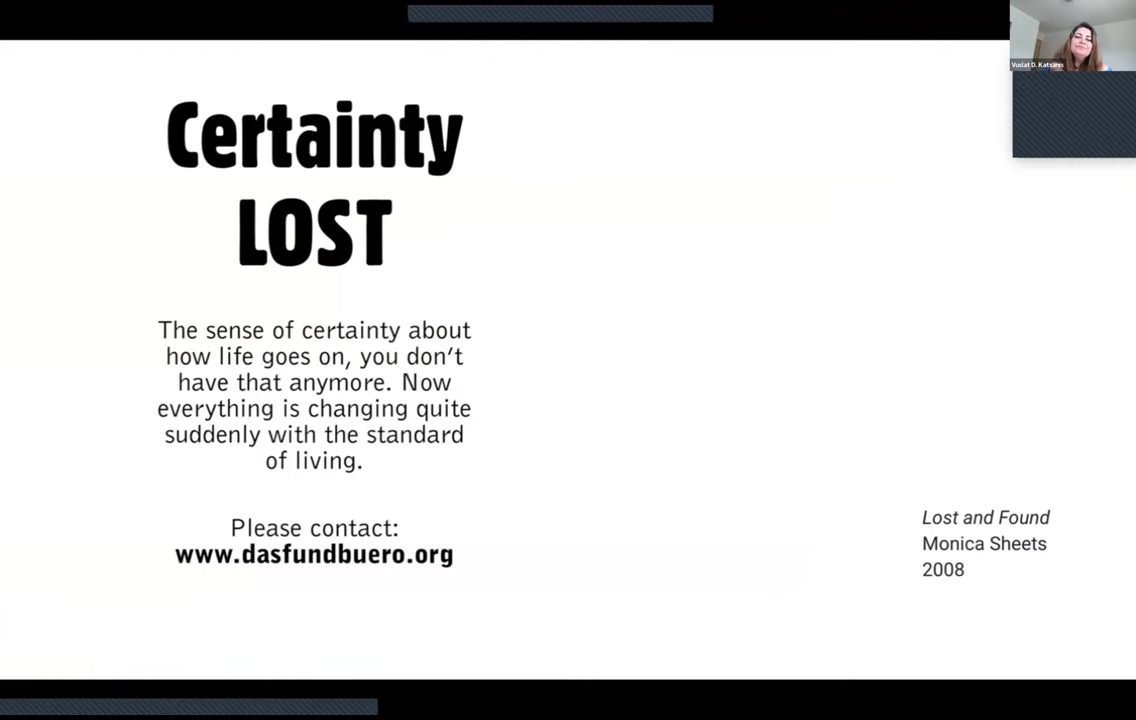 Vuslat D. Katsanis
Certainty
LOST
The sense of certainty about
how life goes on, you don't
have that anymore. Now
everything is changing quite
suddenly with the standard
of living.
Please contact:
www.dasfundbuero.org
Lost and Found
Monica Sheets
2008